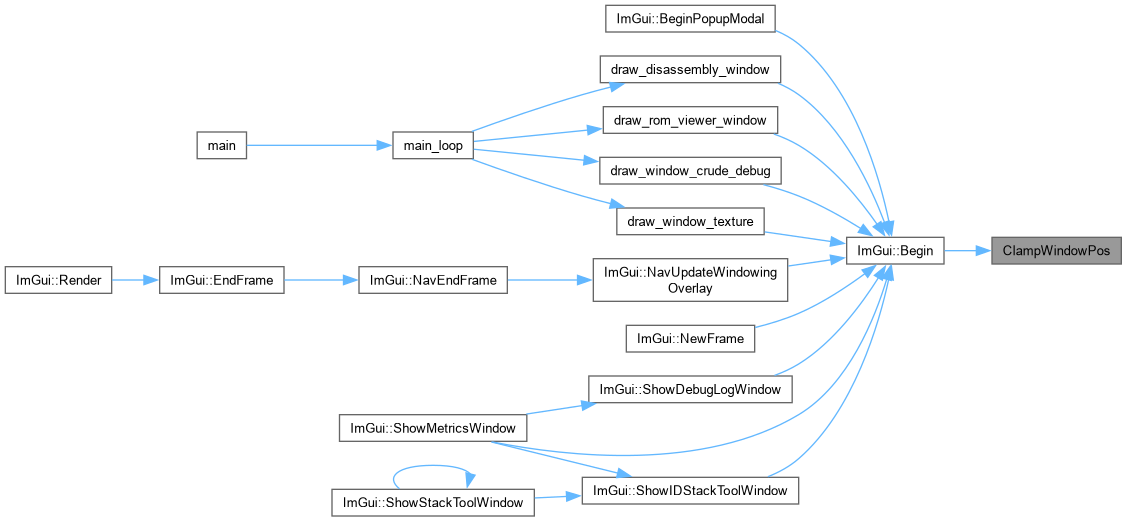 ImGui::BeginPopupModal
draw_disassembly_window
draw_rom_viewer_window
main
main_loop
draw_window_crude_debug
draw_window_texture
ImGui::Begin
ClampWindowPos
ImGui::Render
ImGui::EndFrame
ImGui::NavEndFrame
ImGui::NavUpdateWindowing
Overlay
ImGui::NewFrame
ImGui::ShowDebugLogWindow
ImGui::ShowMetricsWindow
ImGui::ShowStackToolWindow
ImGui::ShowIDStackToolWindow